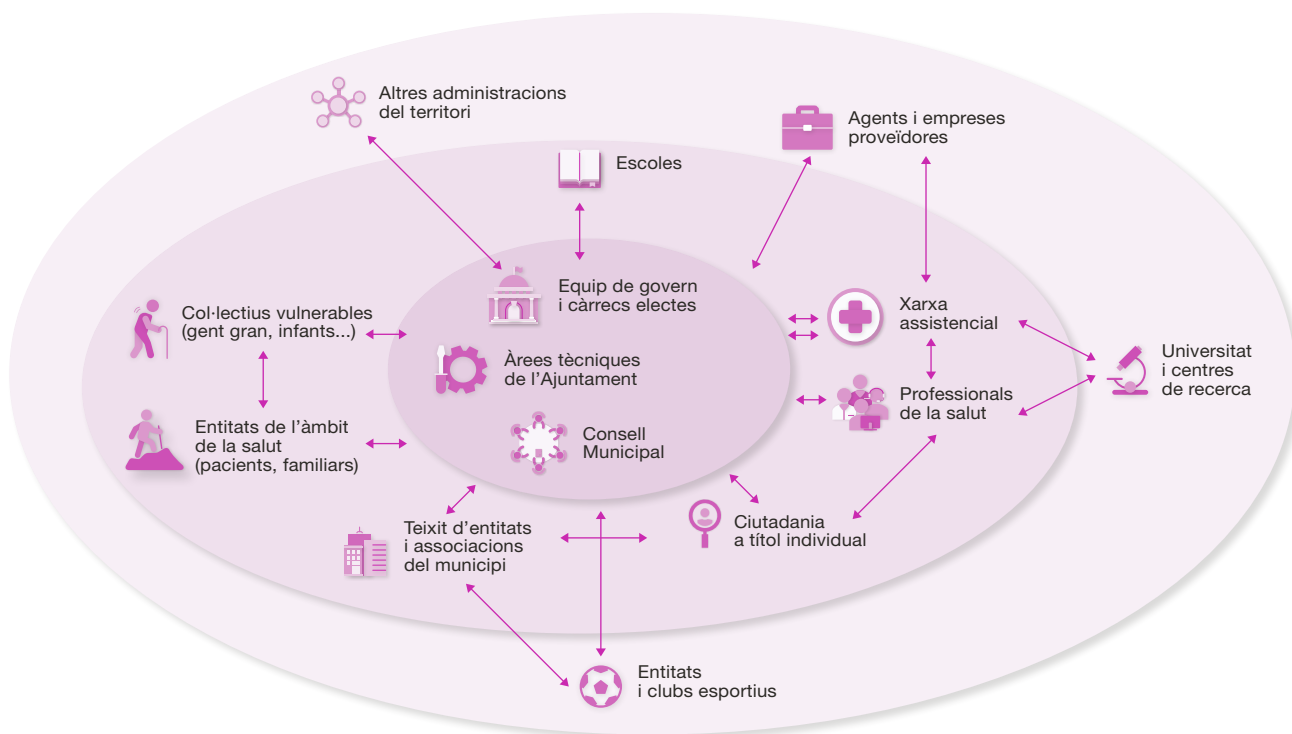 Altres administracions
del territori
Agents i empreses
proveïdores
Escoles
Equip de govern
i càrrecs electes
Col·lectius vulnerables
(gent gran, infants...)
Xarxa
assistencial
Àrees tècniques
de l’Ajuntament
Universitat
i centres
de recerca
Professionals
de la salut
Entitats de l’àmbit
de la salut
(pacients, familiars)
Consell
Municipal
Teixit d’entitats
i associacions
del municipi
Ciutadania
a títol individual
Entitats
i clubs esportius